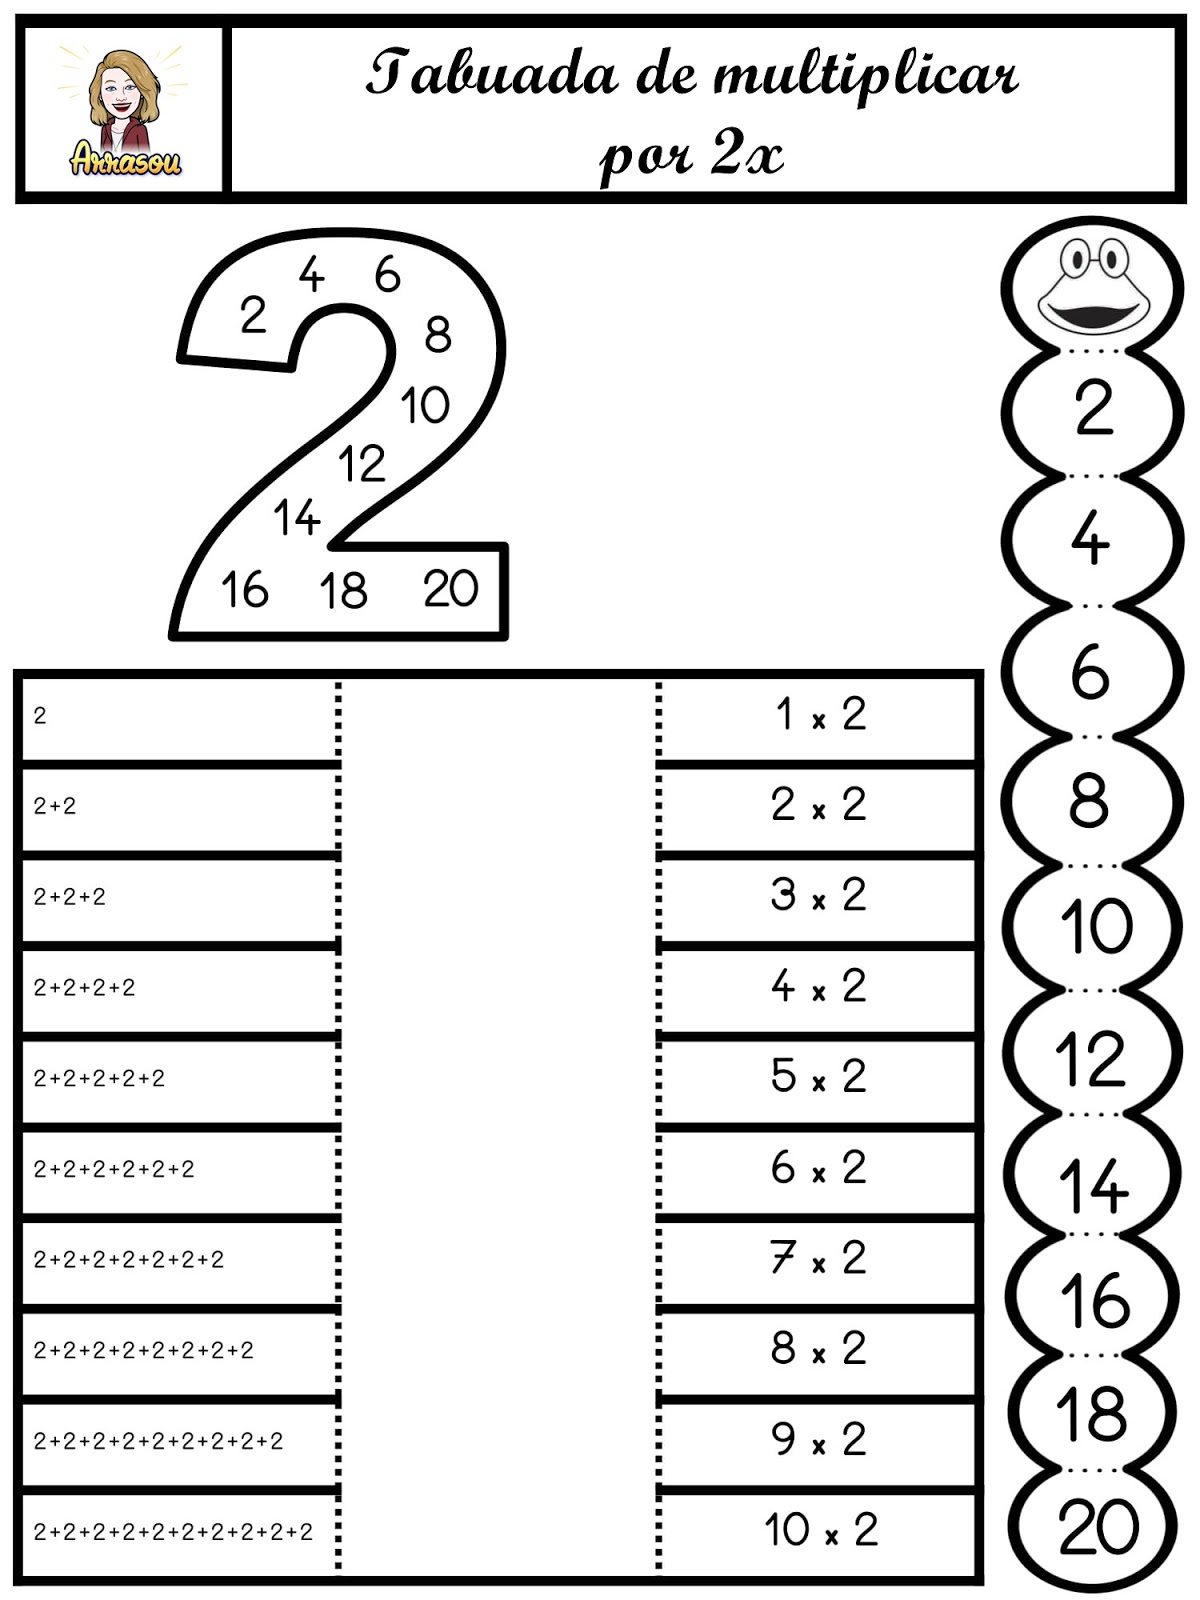 Arrasou
Tabuada de multiplicar
por 2x
2
4
6
8
10
12
14
16 18 20
2
1 x 2
2+2
2 x 2
2+2+2
3 x 2
2+2+2+2
4 x 2
2+2+2+2+2
5 x 2
2+2+2+2+2+2
6 x 2
2+2+2+2+2+2+2
7 x 2
2+2+2+2+2+2+2+2
8 x 2
2+2+2+2+2+2+2+2+2
9 x 2
2+2+2+2+2+2+2+2+2+2
10 x 2
2
4
6
8
10
12
14
16
18
20